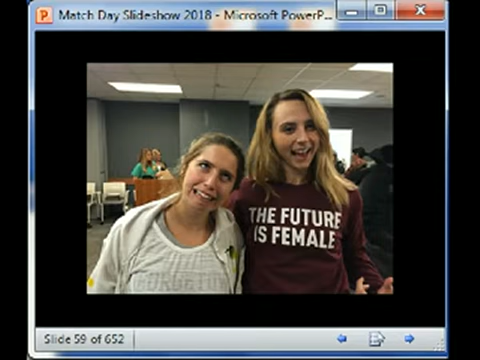 Match Day Slideshow 2018 - Microsoft PowerP...
THE FUTURE
IS FEMALE
Slide 59 of 652